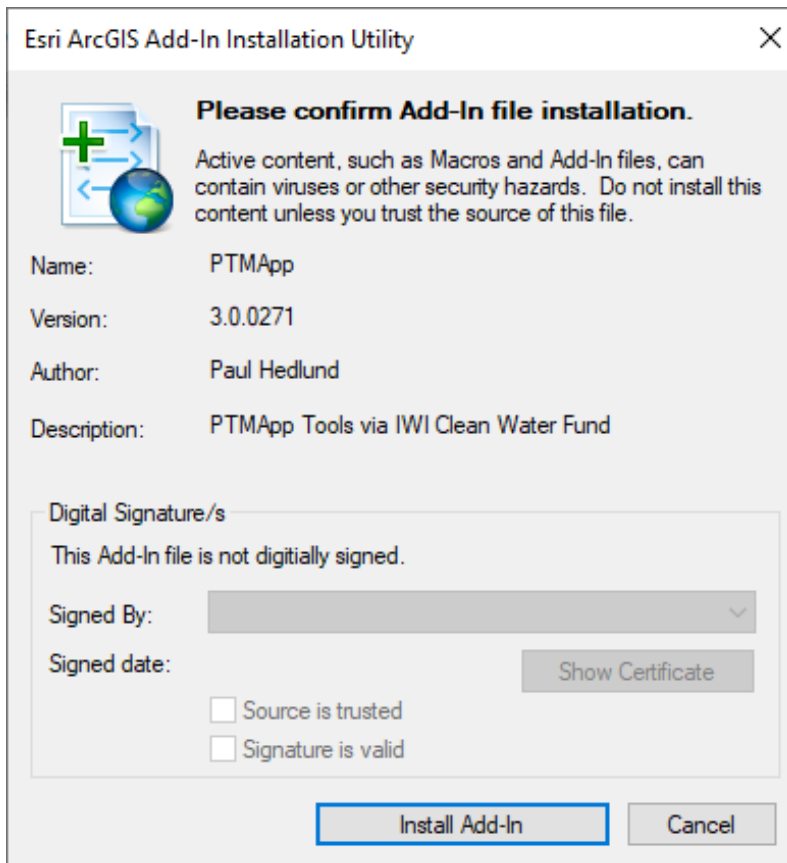 Esri ArcGIS Add-In Installation Utility
Please confirm Add-In file installation.
Active content, such as Macros and Add-In files, can
contain viruses or other security hazards.  Do not install this
content unless you trust the source of this file.
Name: PTMApp
Version: 3.0.0271
Author: Paul Hedlund
Description: PTMApp Tools via IWI Clean Water Fund
Digital Signature/s
This Add-In file is not digitially signed.
Signed By:
Signed date:
Show Certificate
Source is trusted
Signature is valid
Install Add-In
Cancel